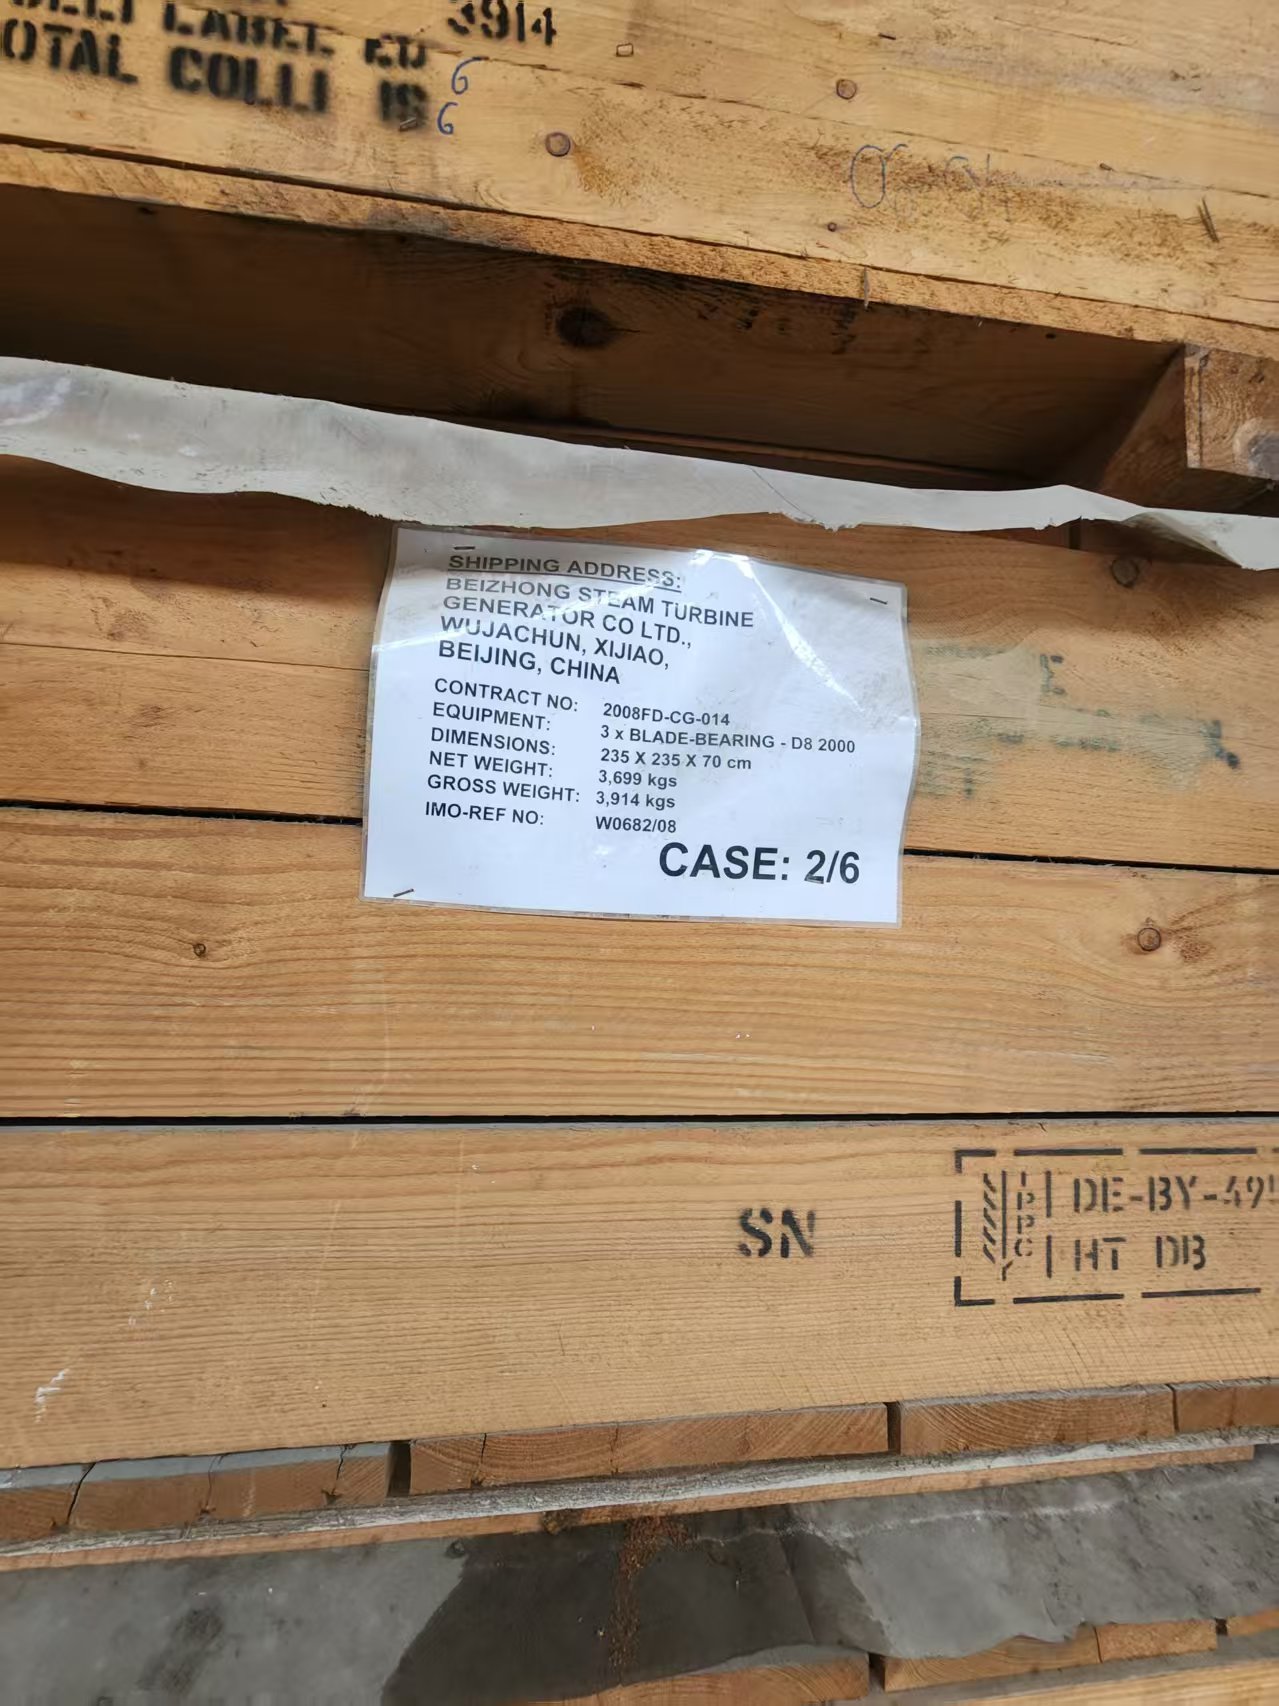 3914
LABEL ED
OTAL COLLI IS 6
6
SHIPPING ADDRESS:
BEIZHONG STEAM TURBINE
GENERATOR CO LTD.,
WUJACHUN, XIJIAO,
BEIJING, CHINA
CONTRACT NO: 2008FD-CG-014
EQUIPMENT: 3 x BLADE-BEARING - D8 2000
DIMENSIONS: 235 X 235 X 70 cm
NET WEIGHT: 3,699 kgs
GROSS WEIGHT: 3,914 kgs
IMO-REF NO: W0682/08
CASE: 2/6
SN
IPPC
DE-BY-49
HT DB